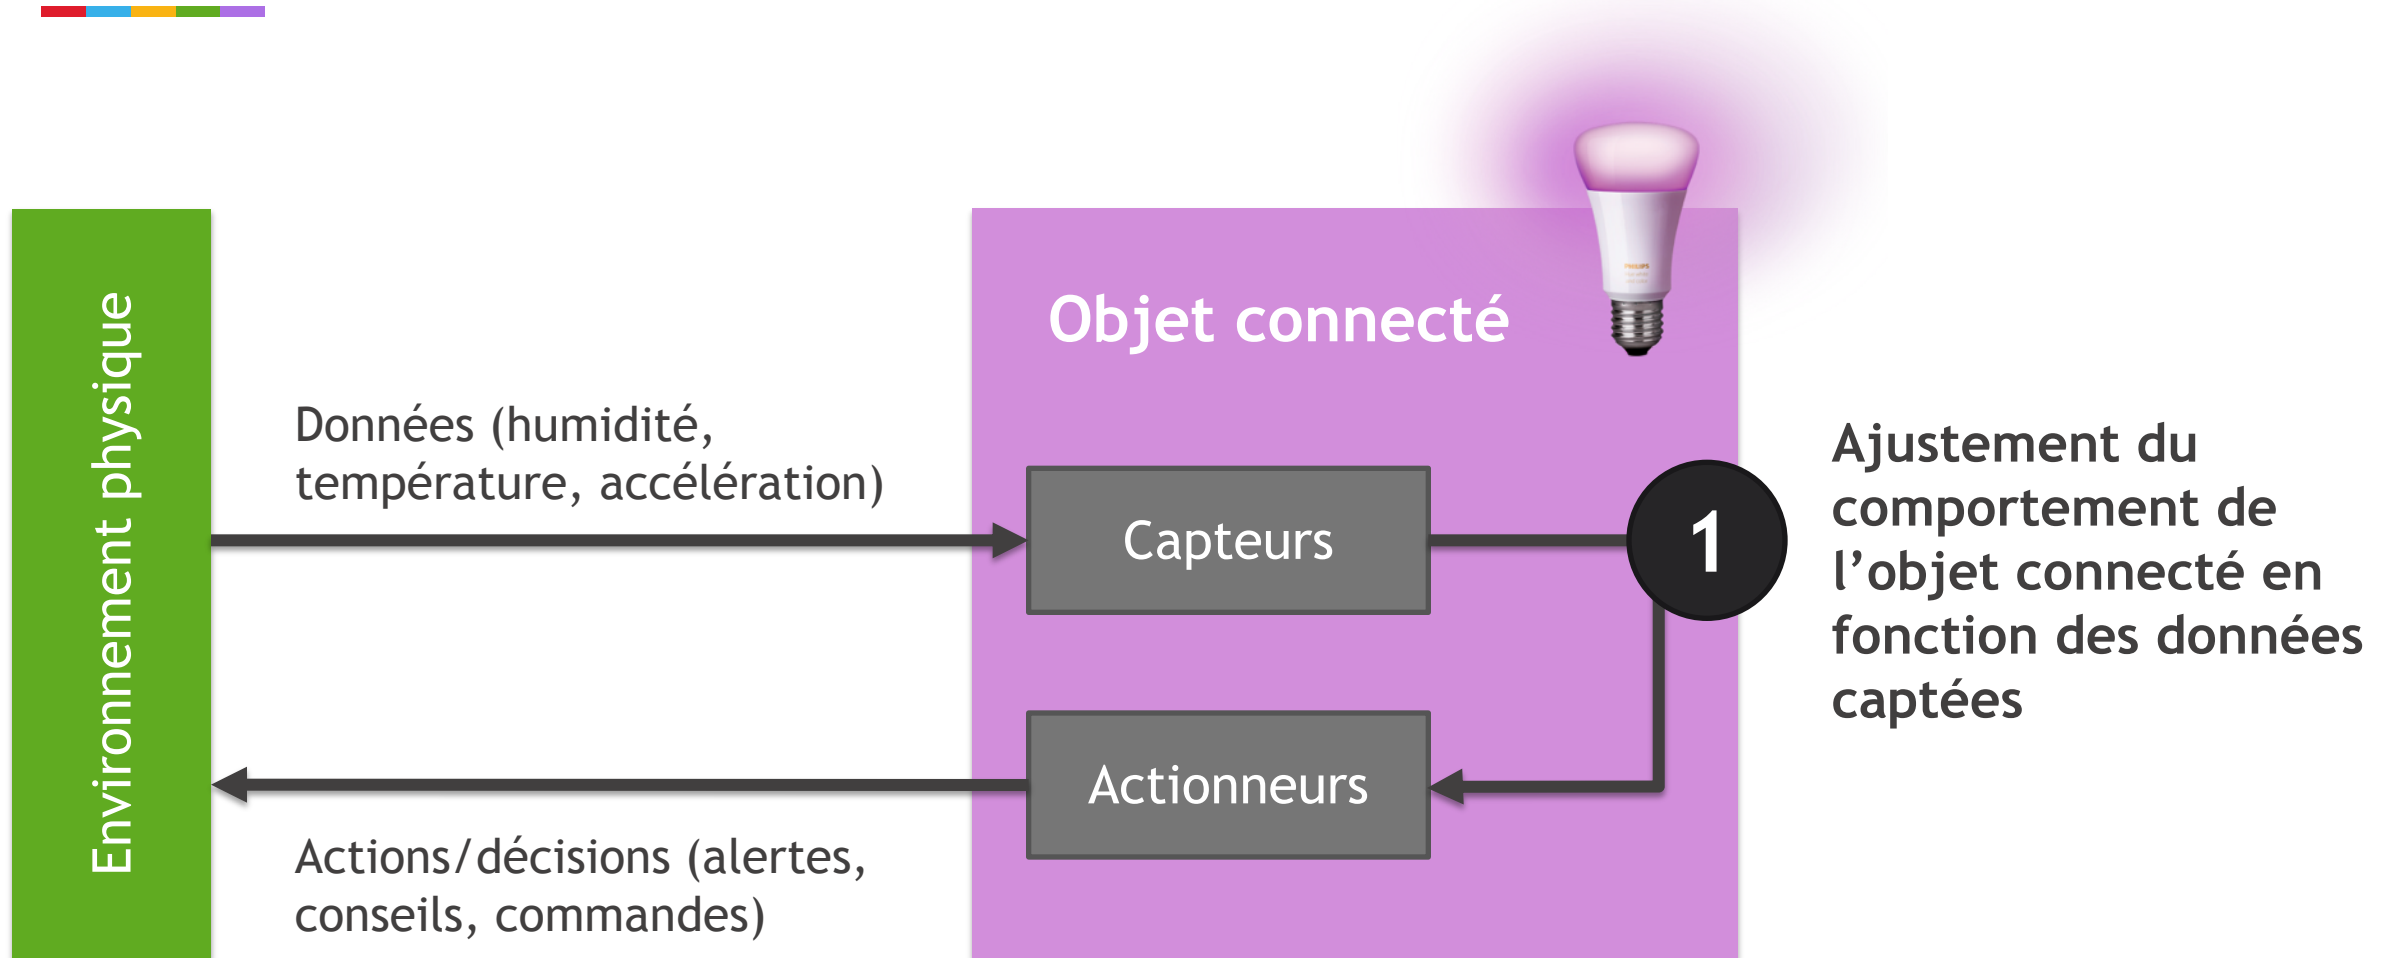 Objet connecté
Environnement physique
Données (humidité,
température, accélération)
Capteurs
1
Ajustement du
comportement de
l’objet connecté en
fonction des données
captées
Actionneurs
Actions/décisions (alertes,
conseils, commandes)
PHILIPS